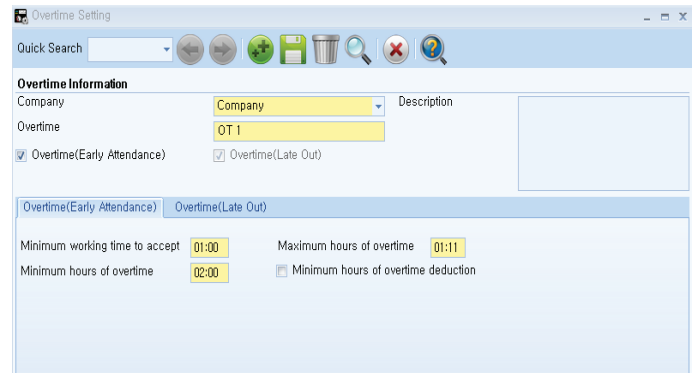 Overtime Setting
Quick Search
Overtime Information
Company Company Description
Overtime OT 1
Overtime(Early Attendance) Overtime(Late Out)
Overtime(Early Attendance) Overtime(Late Out)
Minimum working time to accept 01:00 Maximum hours of overtime 01:11
Minimum hours of overtime 02:00 Minimum hours of overtime deduction